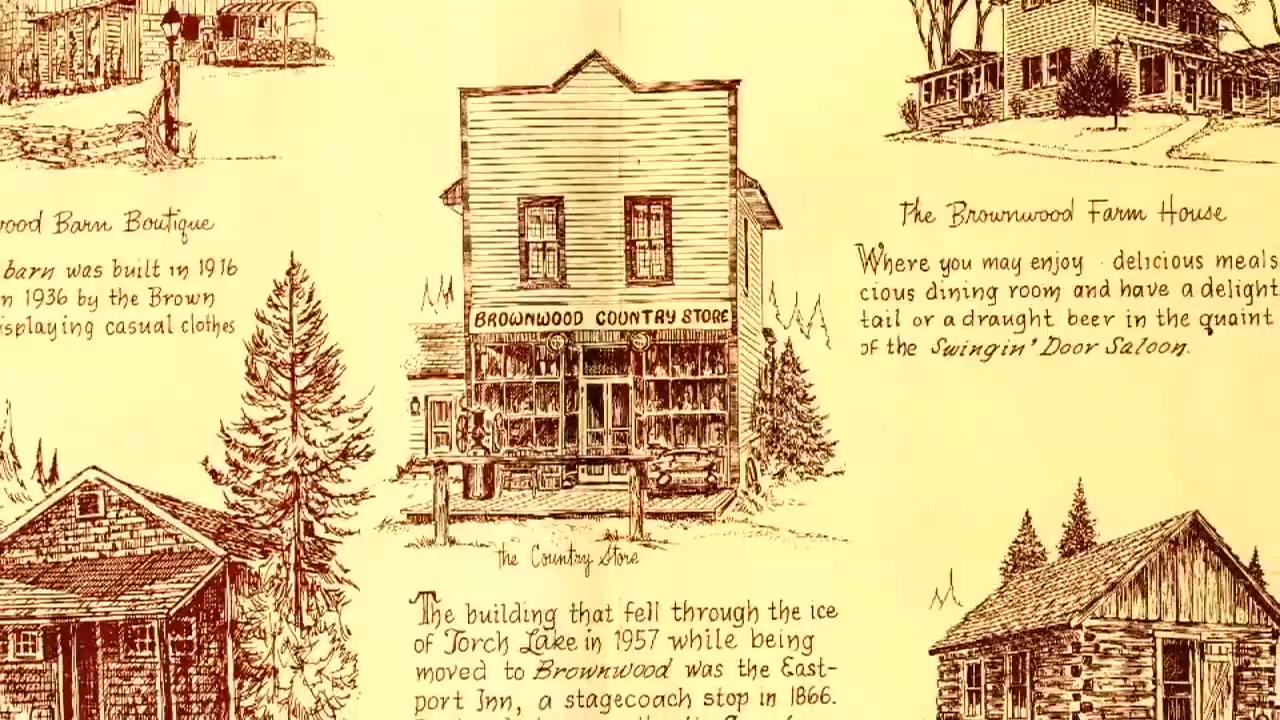 wood Barn Boutique
barn was built in 1916
n 1936 by the Brown
isplaying casual clothes
BROWNWOOD COUNTRY STORE
the Country Store
The building that fell through the ice
of Torch Lake in 1957 while being
moved to Brownwood was the East-
port Inn, a stagecoach stop in 1866.
The Brownwood Farm House
Where you may enjoy delicious meals
cious dining room and have a delight
tail or a draught beer in the quaint
of the Swingin' Door Saloon.